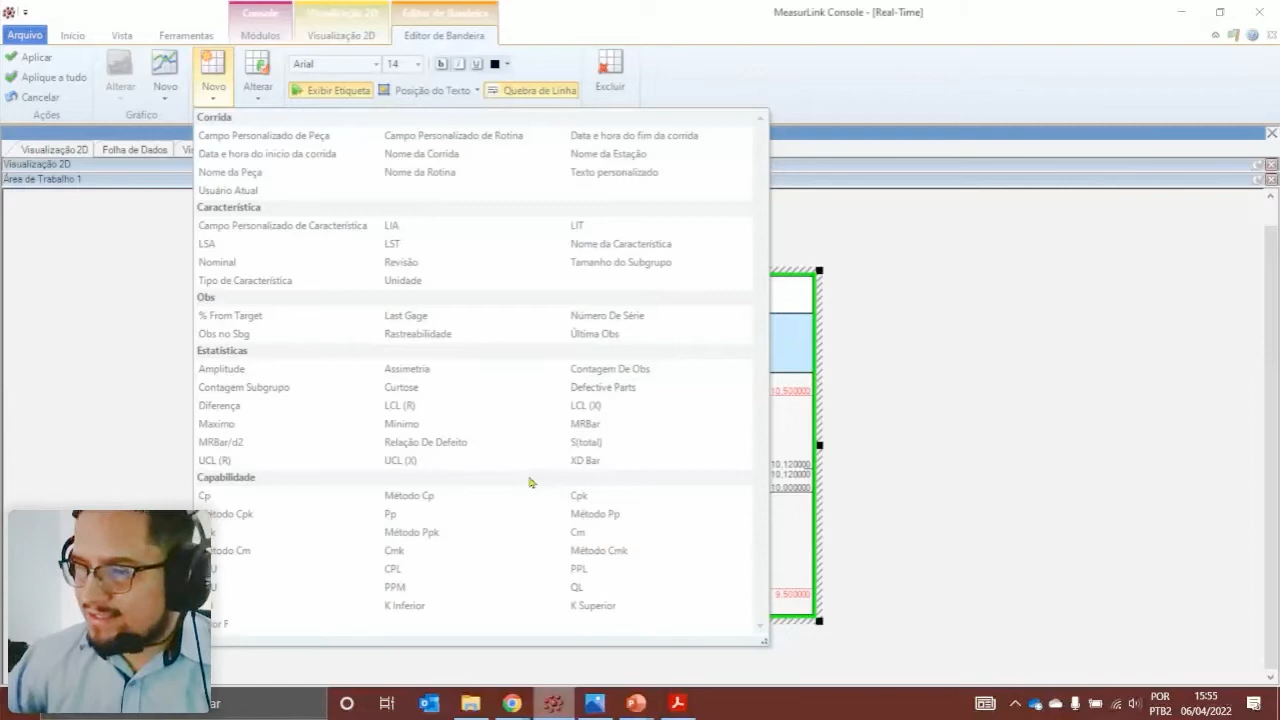 Console
Visualização 2D
Editor de Bandeira
MeasurLink Console - [Real-Time]
Arquivo
Início
Vista
Ferramentas
Módulos
Visualização 2D
Editor de Bandeira
Aplicar
Aplique a tudo
Cancelar
Ações
Alterar
Novo
Gráfico
Novo
Alterar
Arial
14
b
i
u
Exibir Etiqueta
Posição do Texto
Quebra de Linha
Excluir
Visualização 2D
Folha de Dados
Visualização 2D
Área de Trabalho 1
Corrida
Campo Personalizado de Peça
Campo Personalizado de Rotina
Data e hora do fim da corrida
Data e hora do inicio da corrida
Nome da Corrida
Nome da Estação
Nome da Peça
Nome da Rotina
Texto personalizado
Usuário Atual
Característica
Campo Personalizado de Característica
LIA
LIT
LSA
LST
Nome da Característica
Nominal
Revisão
Tamanho do Subgrupo
Tipo de Característica
Unidade
Obs
% From Target
Last Gage
Número De Série
Obs no Sbg
Rastreabilidade
Última Obs
Estatísticas
Amplitude
Assimetria
Contagem De Obs
Contagem Subgrupo
Curtose
Defective Parts
Diferença
LCL (R)
LCL (X)
Maximo
Mínimo
MRBar
MRBar/d2
Relação De Defeito
S(total)
UCL (R)
UCL (X)
XD Bar
Capabilidade
Cp
Método Cp
Cpk
étodo Cpk
Pp
Método Pp
k
Método Ppk
Cm
étodo Cm
Cmk
Método Cmk
U
CPL
PPL
U
PPM
QL
K Inferior
K Superior
or F
10.500000
10.120000
10.120000
10.000000
9.500000
ar
POR
PTB2
15:55
06/04/2022